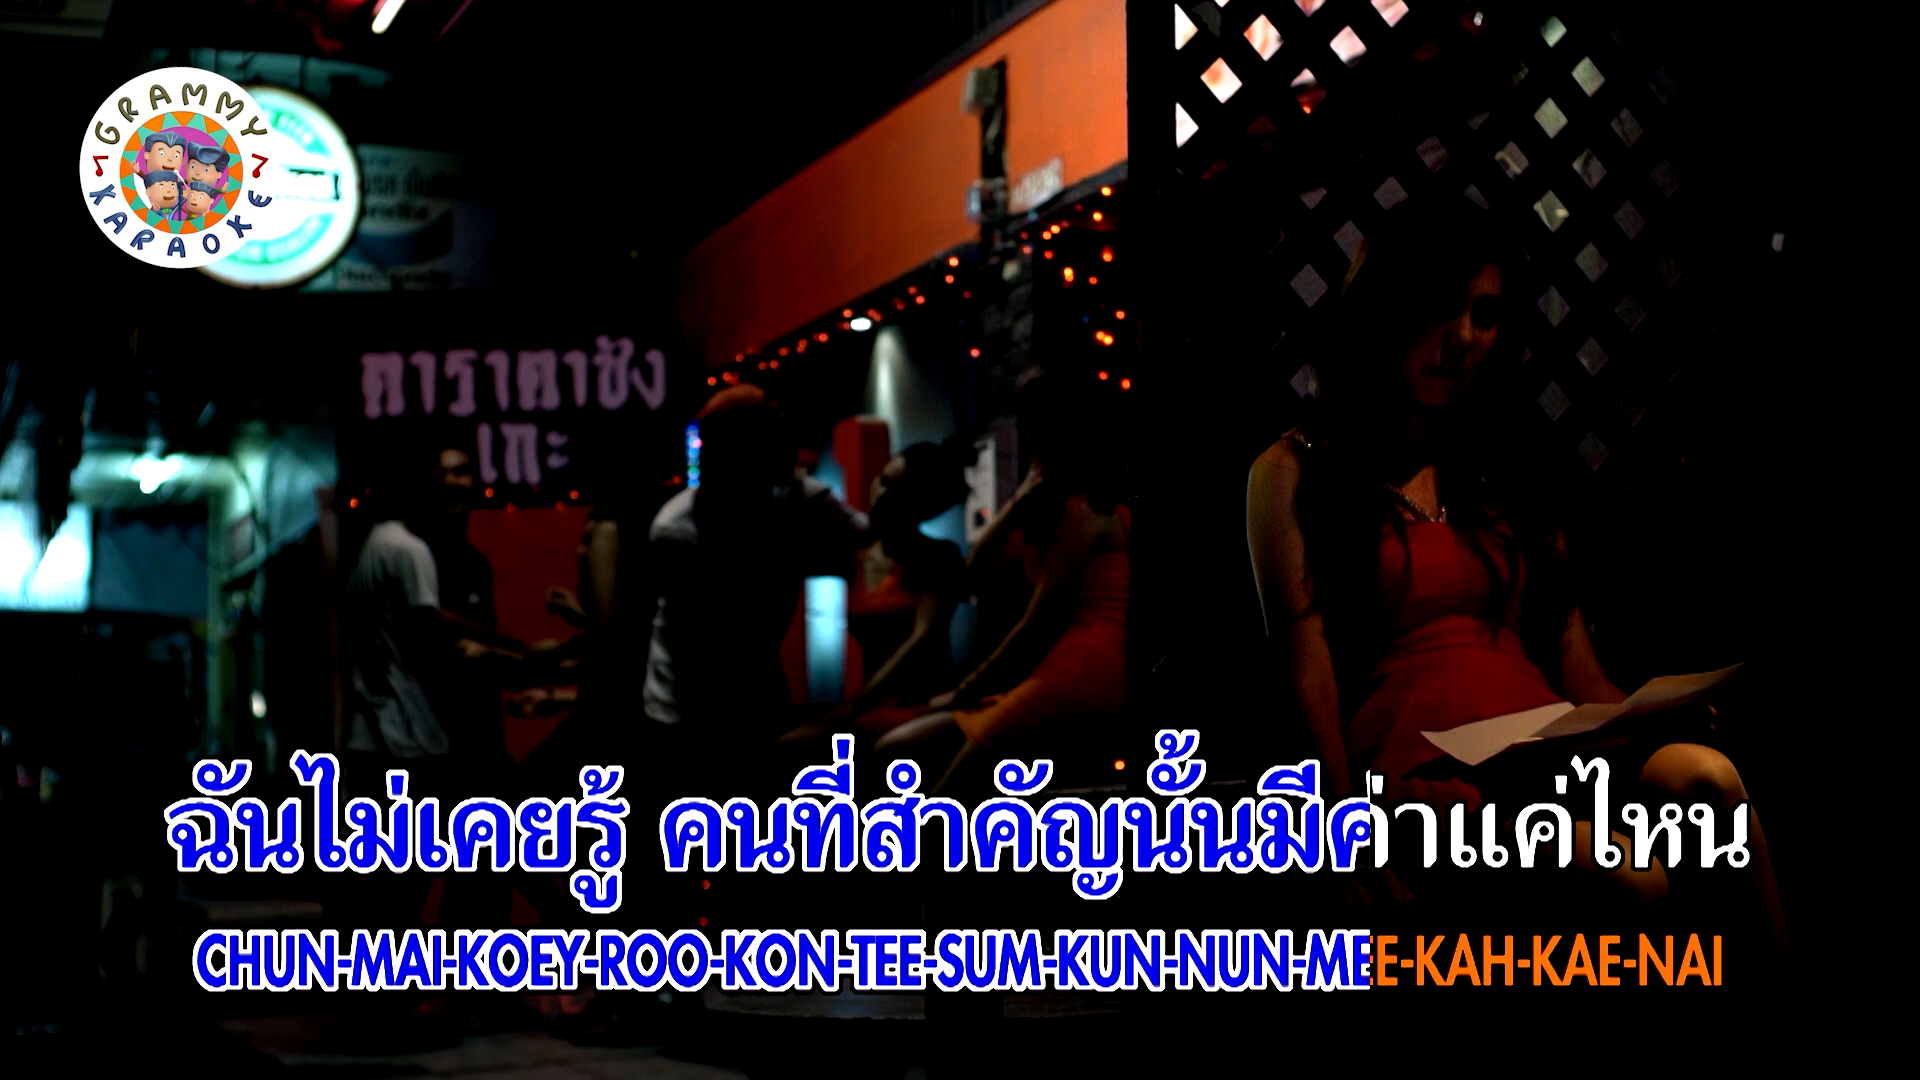 GRAMMY
KARAOKE
ดาราดาชัง
เกะ
ฉันไม่เคยรู้ คนที่สำคัญนั้นมีค่าแค่ไหน
CHUN-MAI-KOEY-ROO-KON-TEE-SUM-KUN-NUN-MEE-KAH-KAE-NAI